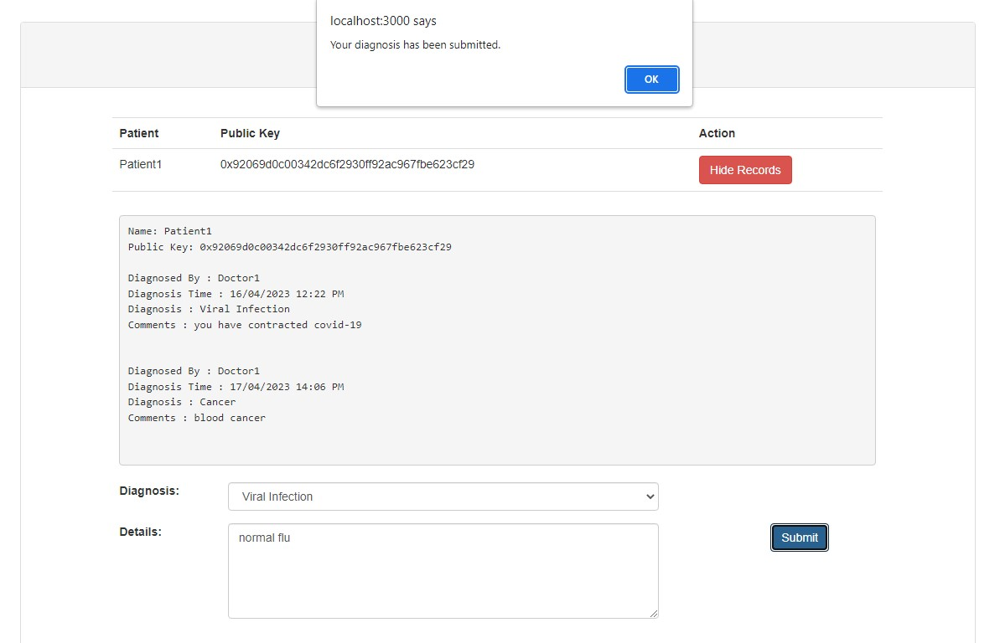 localhost:3000 says
Your diagnosis has been submitted.
OK
Patient Public Key Action
Patient1 0x92069d0c00342dc6f2930ff92ac967fbe623cf29 Hide Records
Name: Patient1
Public Key: 0x92069d0c00342dc6f2930ff92ac967fbe623cf29
Diagnosed By : Doctor1
Diagnosis Time : 16/04/2023 12:22 PM
Diagnosis : Viral Infection
Comments : you have contracted covid-19
Diagnosed By : Doctor1
Diagnosis Time : 17/04/2023 14:06 PM
Diagnosis : Cancer
Comments : blood cancer
Diagnosis: Viral Infection
Details: normal flu Submit